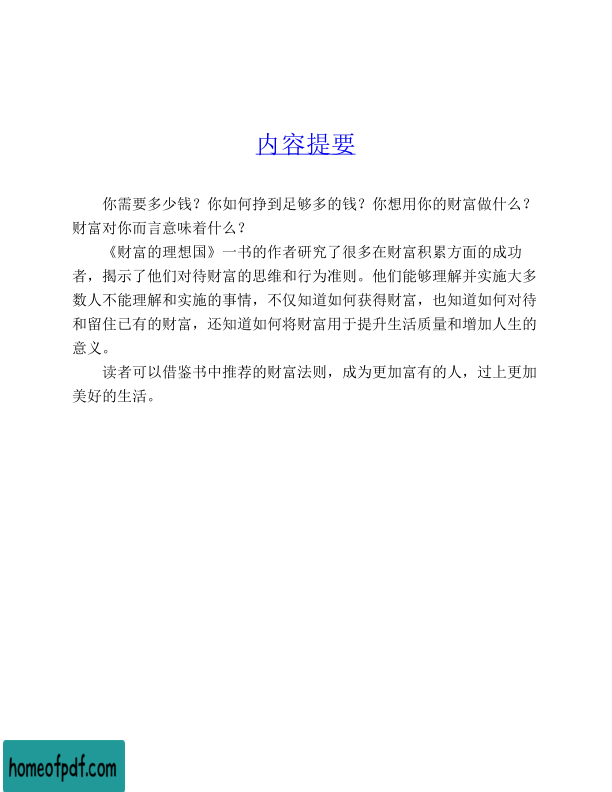 内容提要
你需要多少钱？你如何挣到足够多的钱？你想用你的财富做什么？
财富对你而言意味着什么？
《财富的理想国》一书的作者研究了很多在财富积累方面的成功
者，揭示了他们对待财富的思维和行为准则。他们能够理解并实施大多
数人不能理解和实施的事情，不仅知道如何获得财富，也知道如何对待
和留住已有的财富，还知道如何将财富用于提升生活质量和增加人生的
意义。
读者可以借鉴书中推荐的财富法则，成为更加富有的人，过上更加
美好的生活。
homeofpdf.com